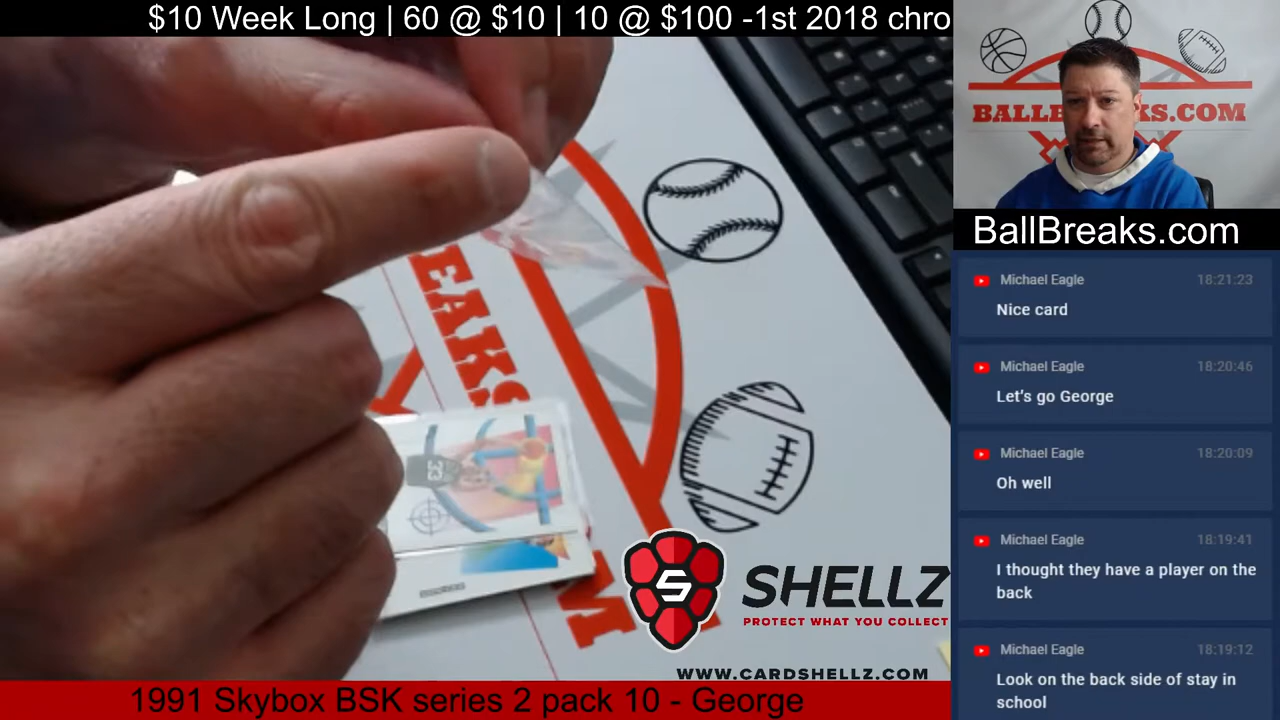 $10 Week Long | 60 @ $10 | 10 @ $100 -1st 2018 chro
BALLBREAKS.COM
BallBreaks.com
Michael Eagle 18:21:23
Nice card
Michael Eagle 18:20:46
Let's go George
Michael Eagle 18:20:09
Oh well
Michael Eagle 18:19:41
I thought they have a player on the
back
Michael Eagle 18:19:12
Look on the back side of stay in
school
EAKS
M
33
S SHELLZ
PROTECT WHAT YOU COLLECT
WWW.CARDSHELLZ.COM
1991 Skybox BSK series 2 pack 10 - George